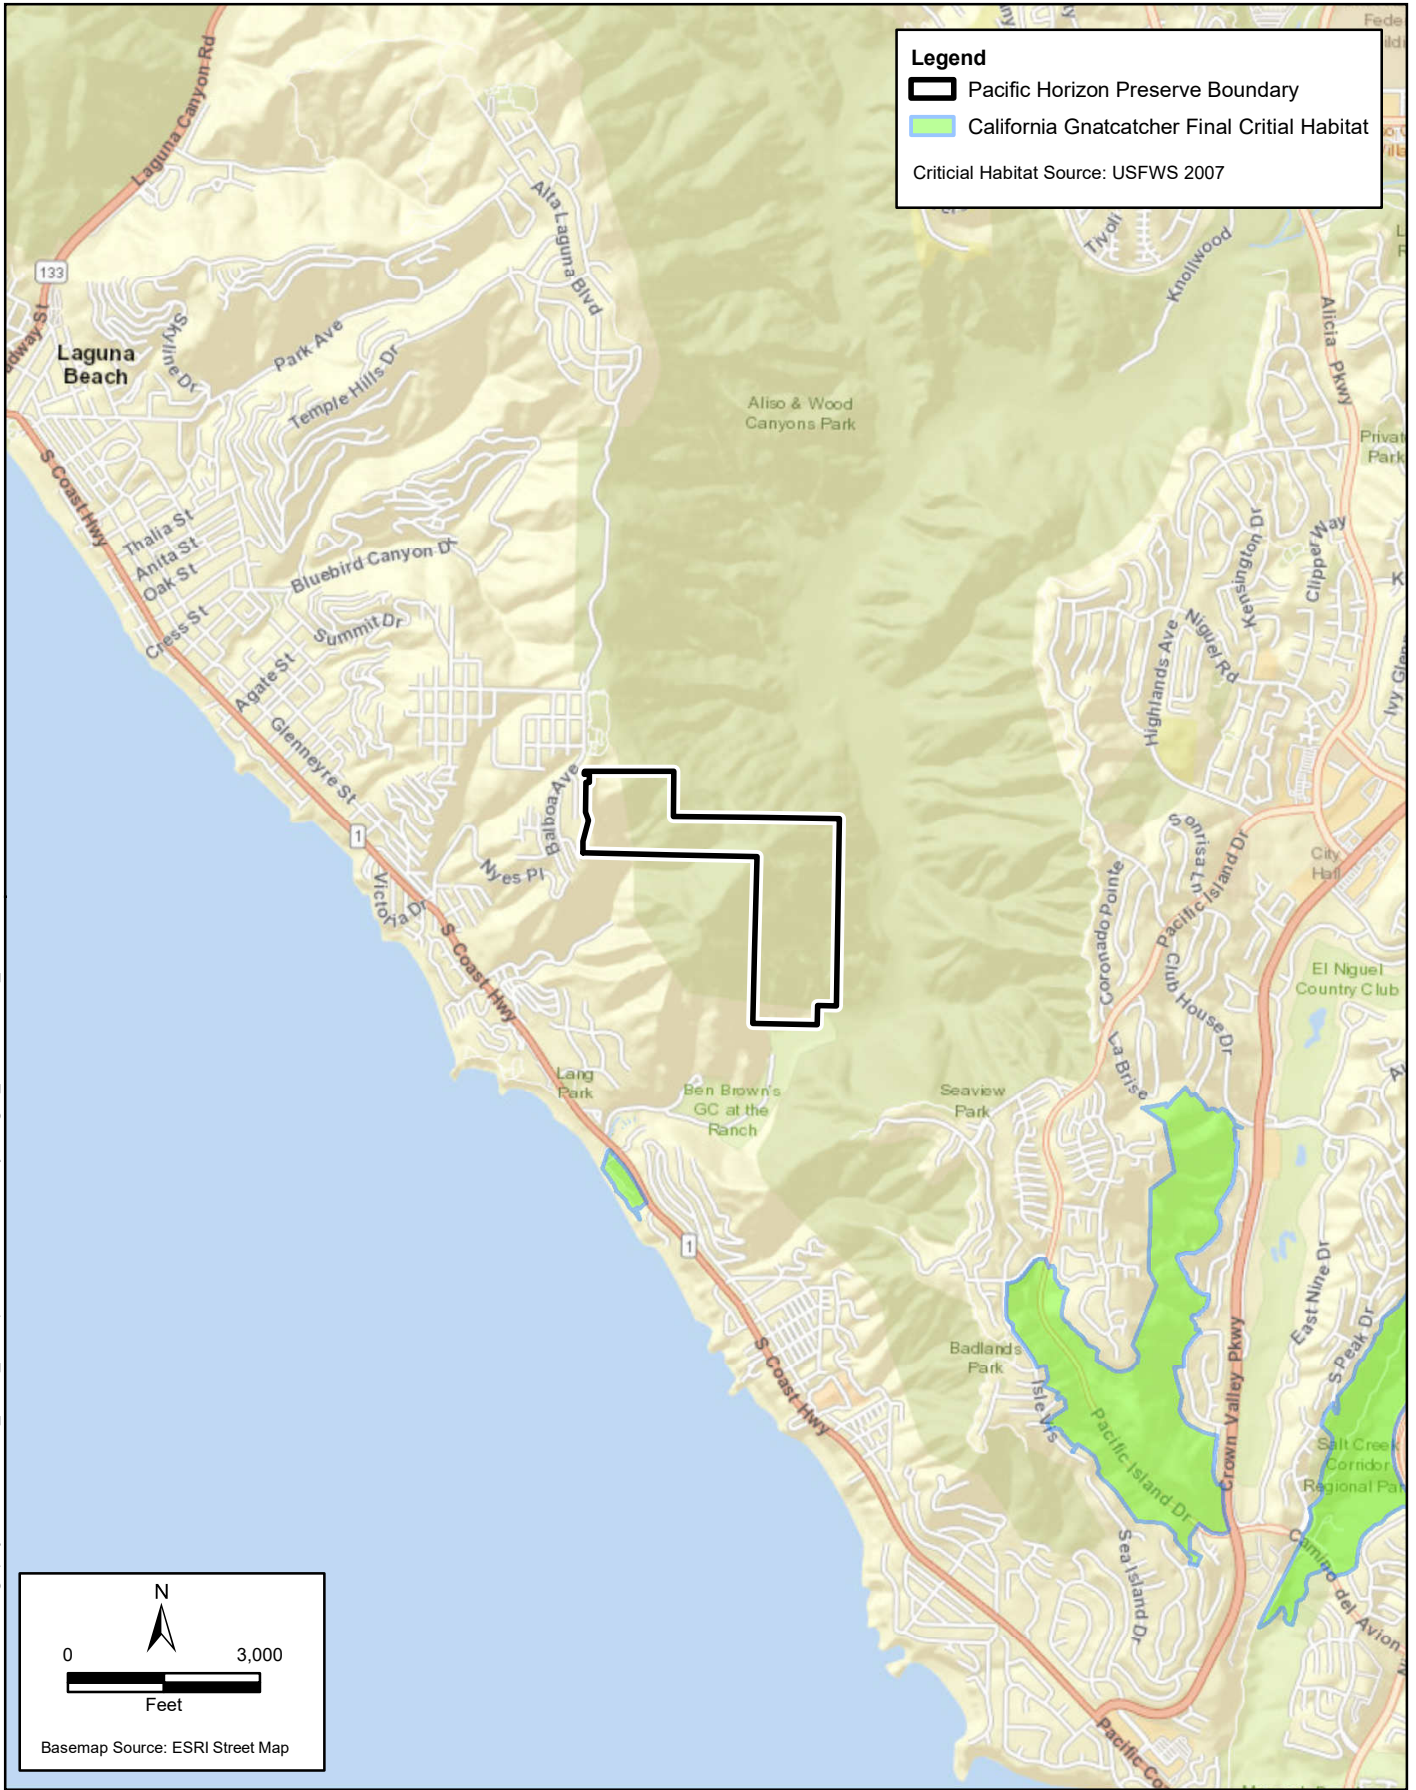 Legend
Pacific Horizon Preserve Boundary
California Gnatcatcher Final Critial Habitat
Criticial Habitat Source: USFWS 2007
Laguna Canyon Rd
133
Alta Laguna Blvd
Tivoli
Knollwood
Alicia Pkwy
Skyline Dr
Park Ave
Temple Hills Dr
Laguna
Beach
Aliso & Wood
Canyons Park
S Coast Hwy
Thalia St
Anita St
Oak St
Cress St
Bluebird Canyon Dr
Summit Dr
Agate St
Glenneyre St
Kensington Dr
Clipper Way
Niguel Rd
Highlands Ave
Balboa Ave
Nyes Pl
1
Victoria Dr
S Coast Hwy
Sonrisa Ln
Pacific Island Dr
City
Hall
Coronado Pointe
Club House Dr
El Niguel
Country Club
La Brise
Lang
Park
Ben Brown's
GC at the
Ranch
Seaview
Park
1
East Nine Dr
S Peak Dr
Crown Valley Pkwy
S Coast Hwy
Badlands
Park
Isle Vis
Pacific Island Dr
Salt Creek
Corridor
Regional Par
Sea Island Dr
Camino del Avion
Pacific Co
N
0 3,000
Feet
Basemap Source: ESRI Street Map